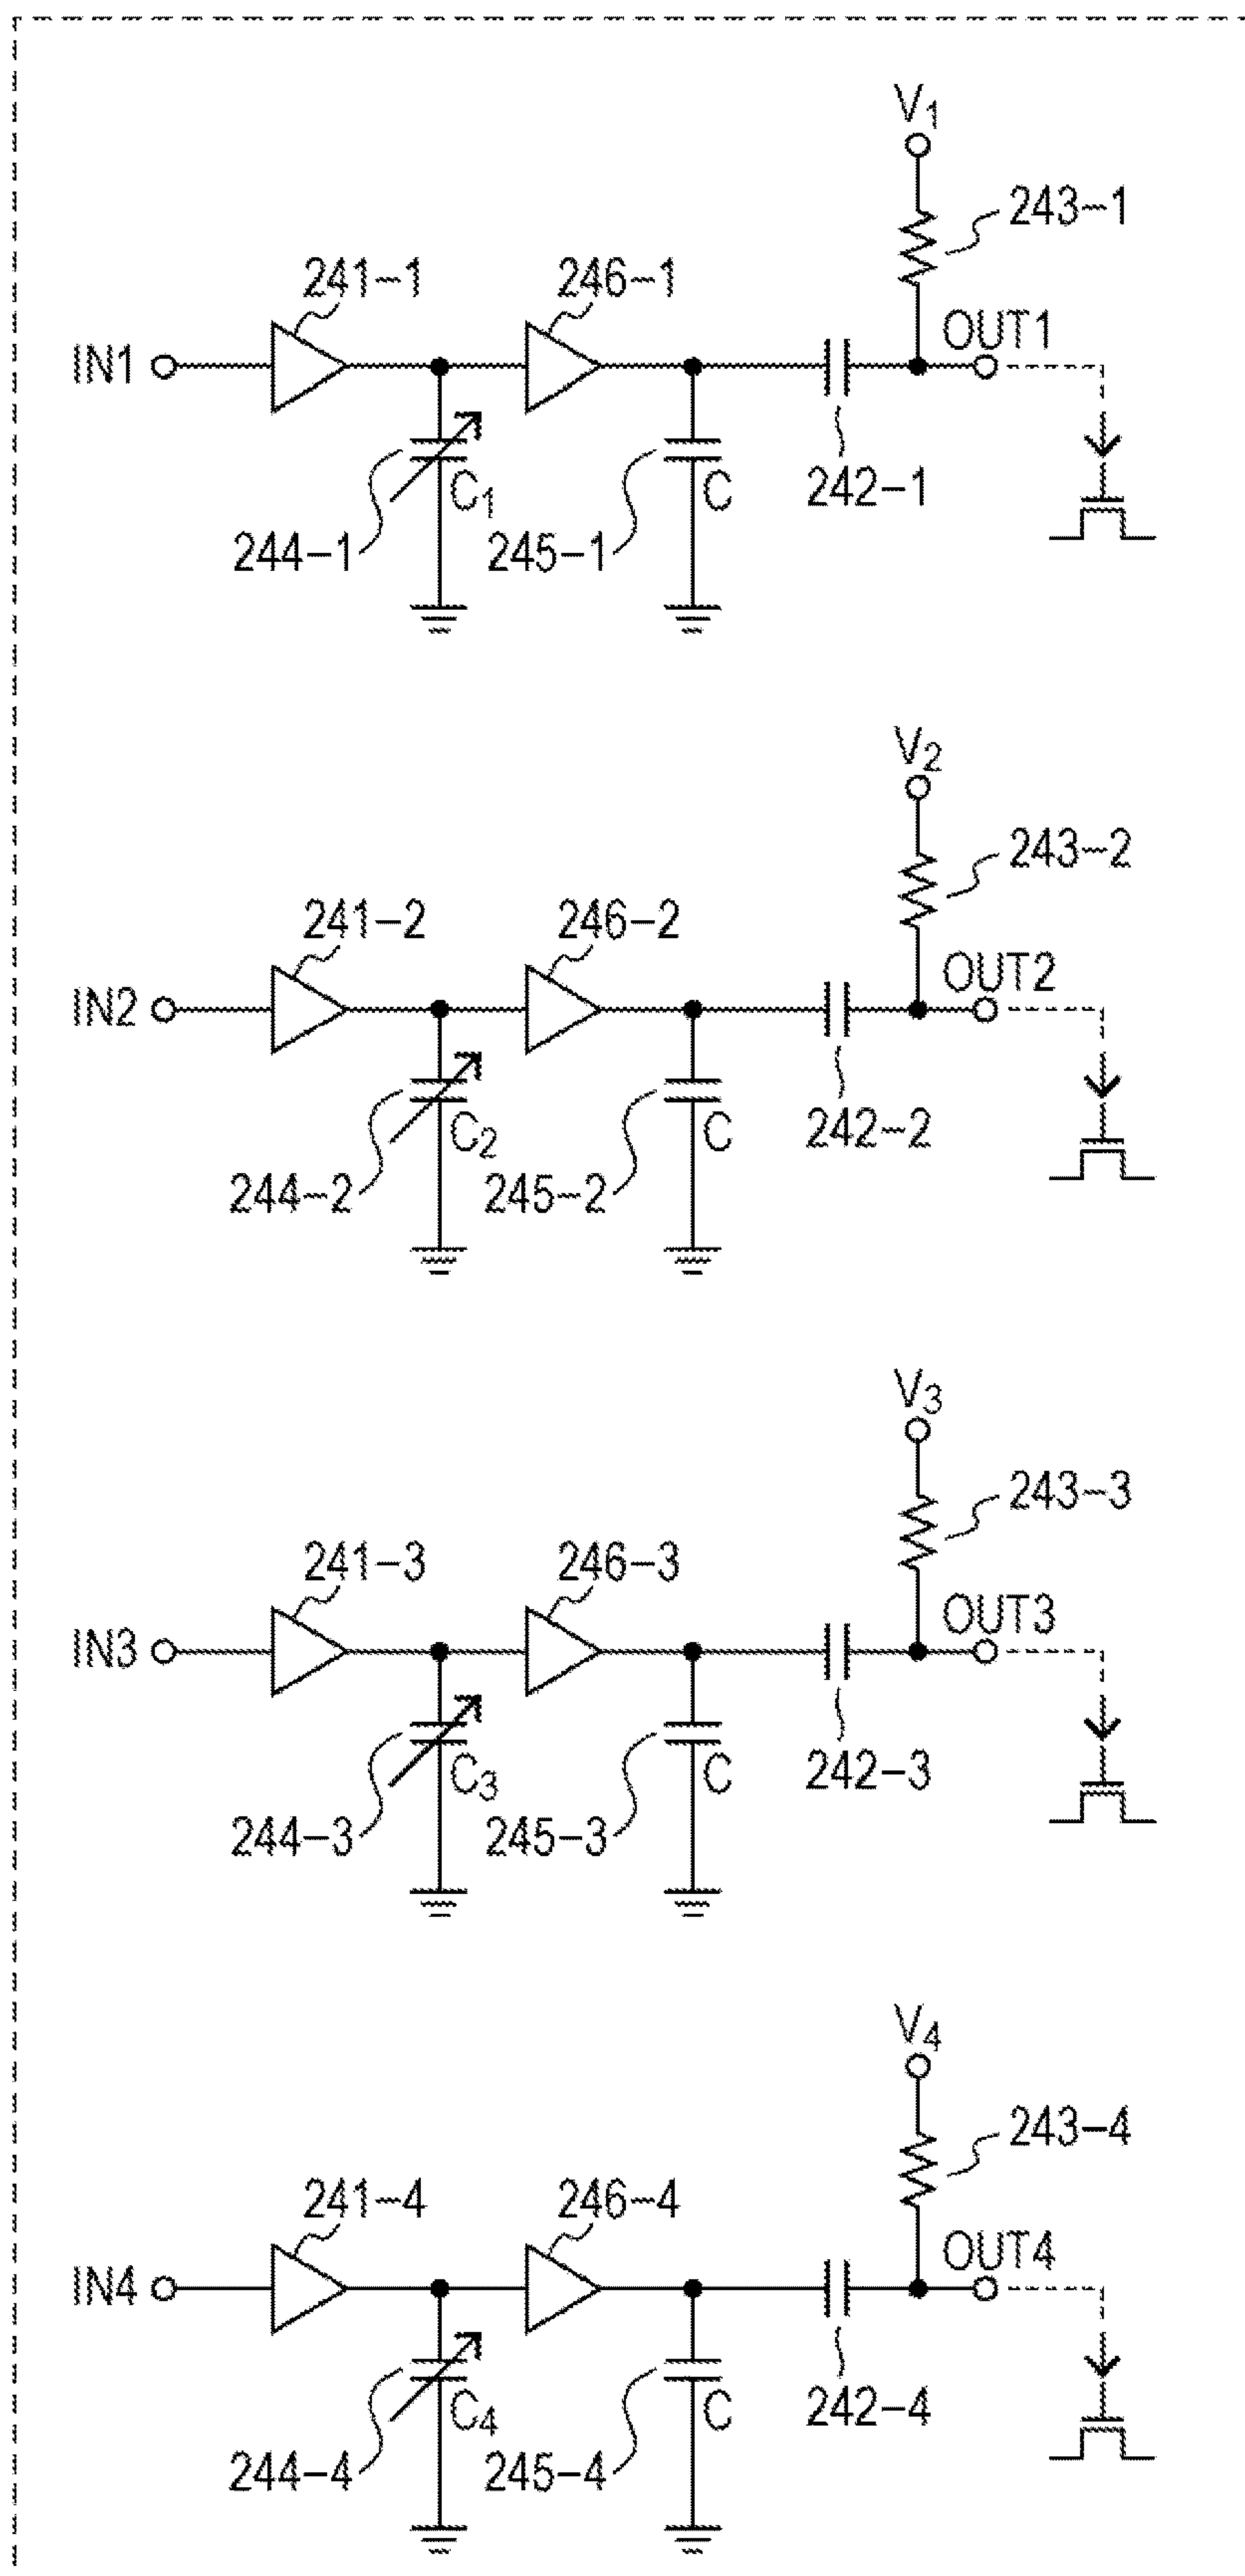 V1
243-1
241-1
246-1
OUT1
IN1
242-1
C1
C
244-1
245-1
V2
243-2
241-2
246-2
OUT2
IN2
242-2
C2
C
244-2
245-2
V3
243-3
241-3
246-3
OUT3
IN3
242-3
C3
C
244-3
245-3
V4
243-4
241-4
246-4
OUT4
IN4
242-4
C4
C
244-4
245-4